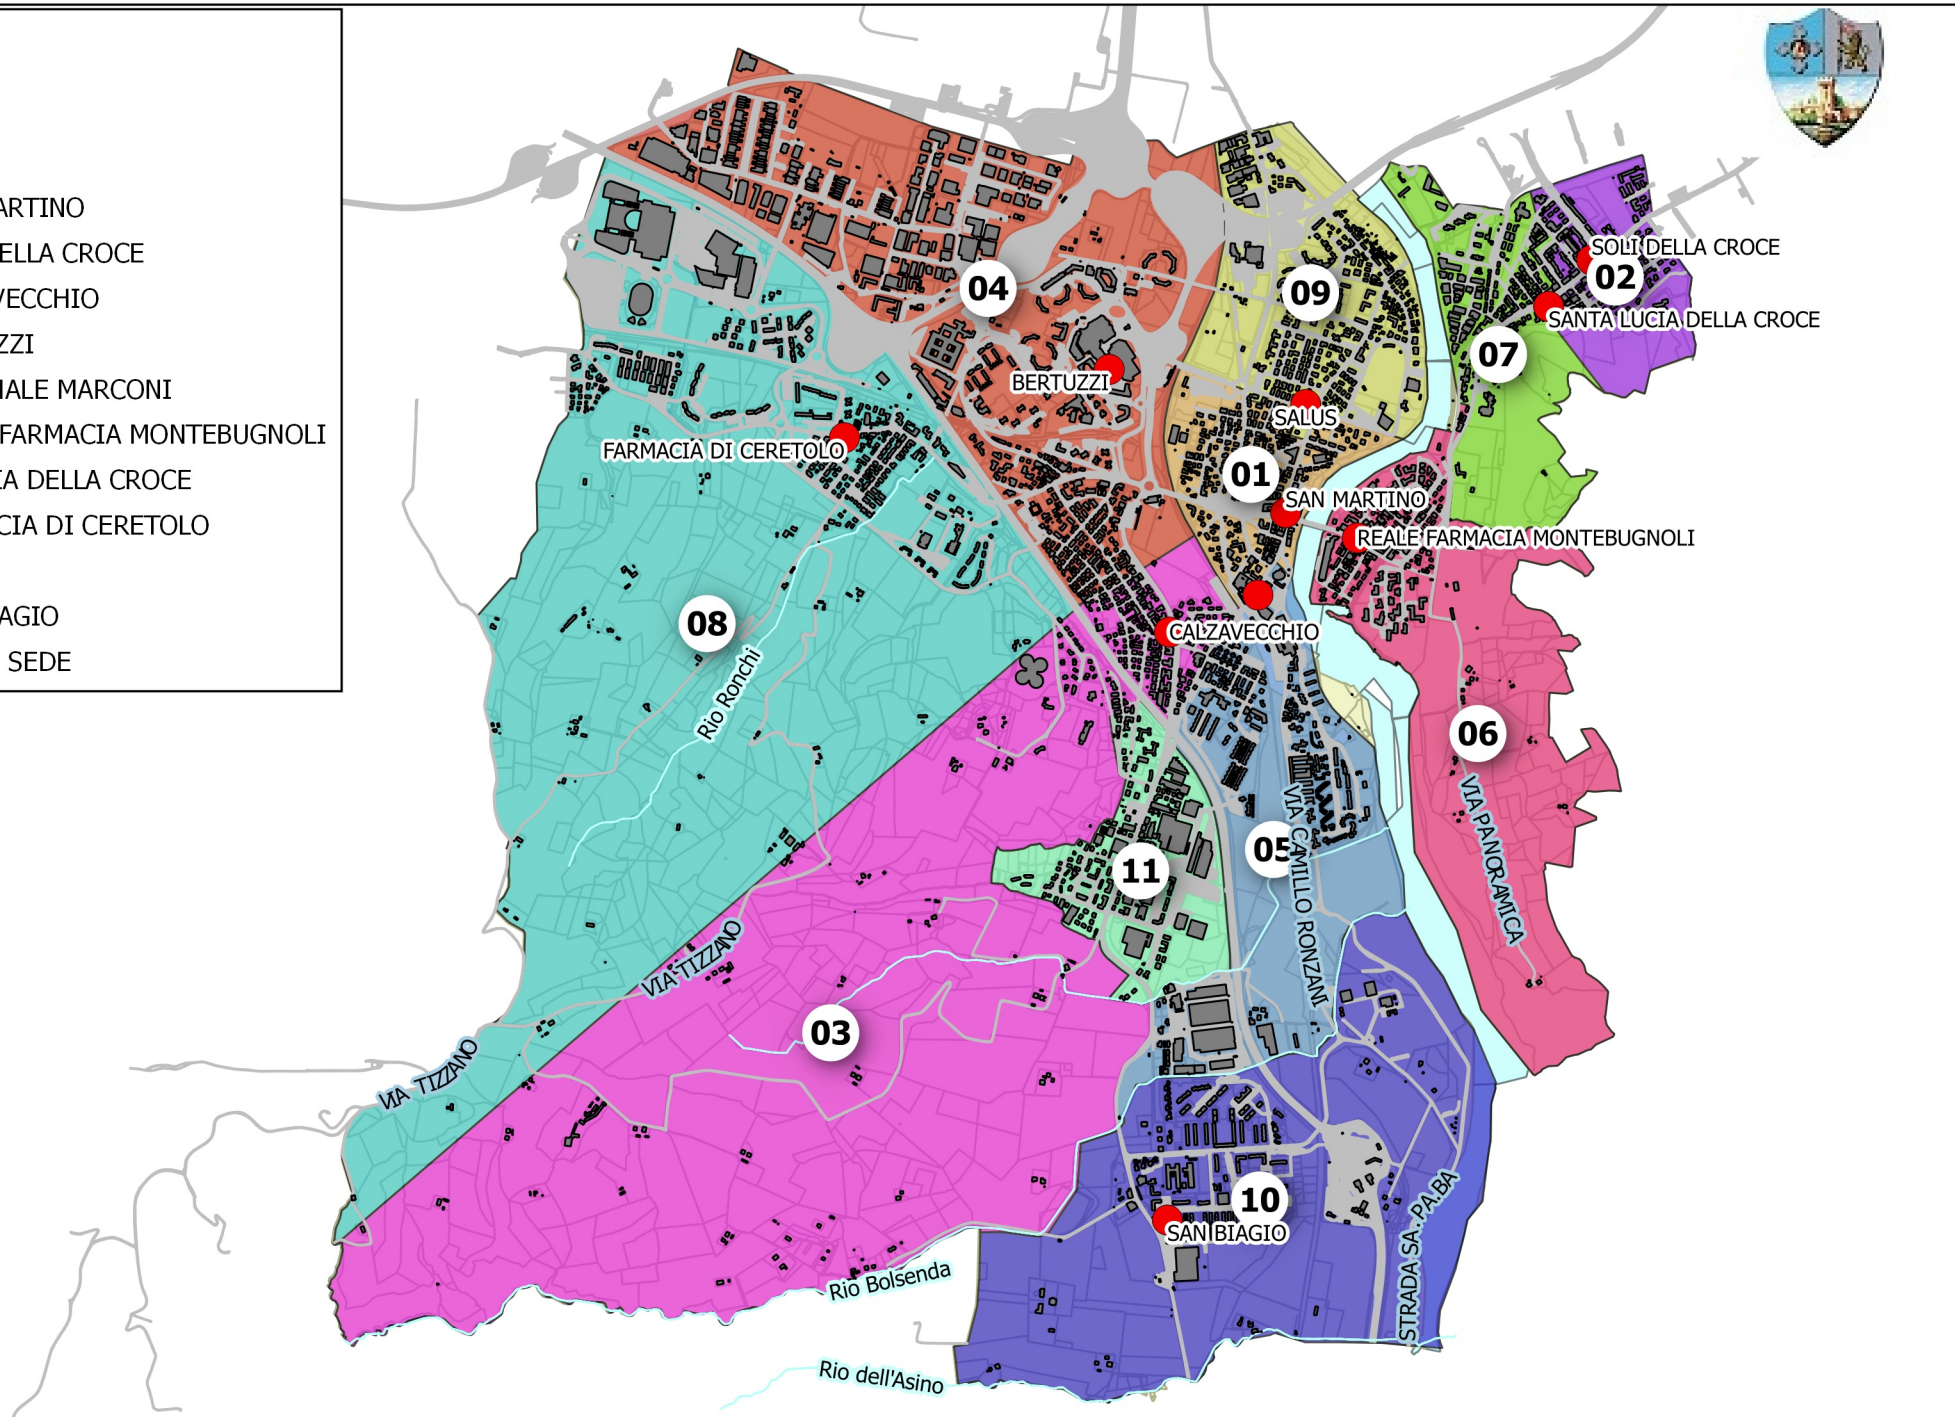 ARTINO
ELLA CROCE
VECCHIO
ZZI
IALE MARCONI
FARMACIA MONTEBUGNOLI
IA DELLA CROCE
CIA DI CERETOLO
AGIO
SEDE
SOLI DELLA CROCE
02
04
09
SANTA LUCIA DELLA CROCE
07
BERTUZZI
SALUS
FARMACIA DI CERETOLO
01
SAN MARTINO
REALE FARMACIA MONTEBUGNOLI
08
CALZAVECCHIO
Rio Ronchi
06
VIA PANORAMICA
05
VIA CAMILLO RONZANI
11
VIA TIZZANO
03
VIA TIZZANO
10
SAN BIAGIO
STRADA SA. PA.BA
Rio Bolsenda
Rio dell'Asino